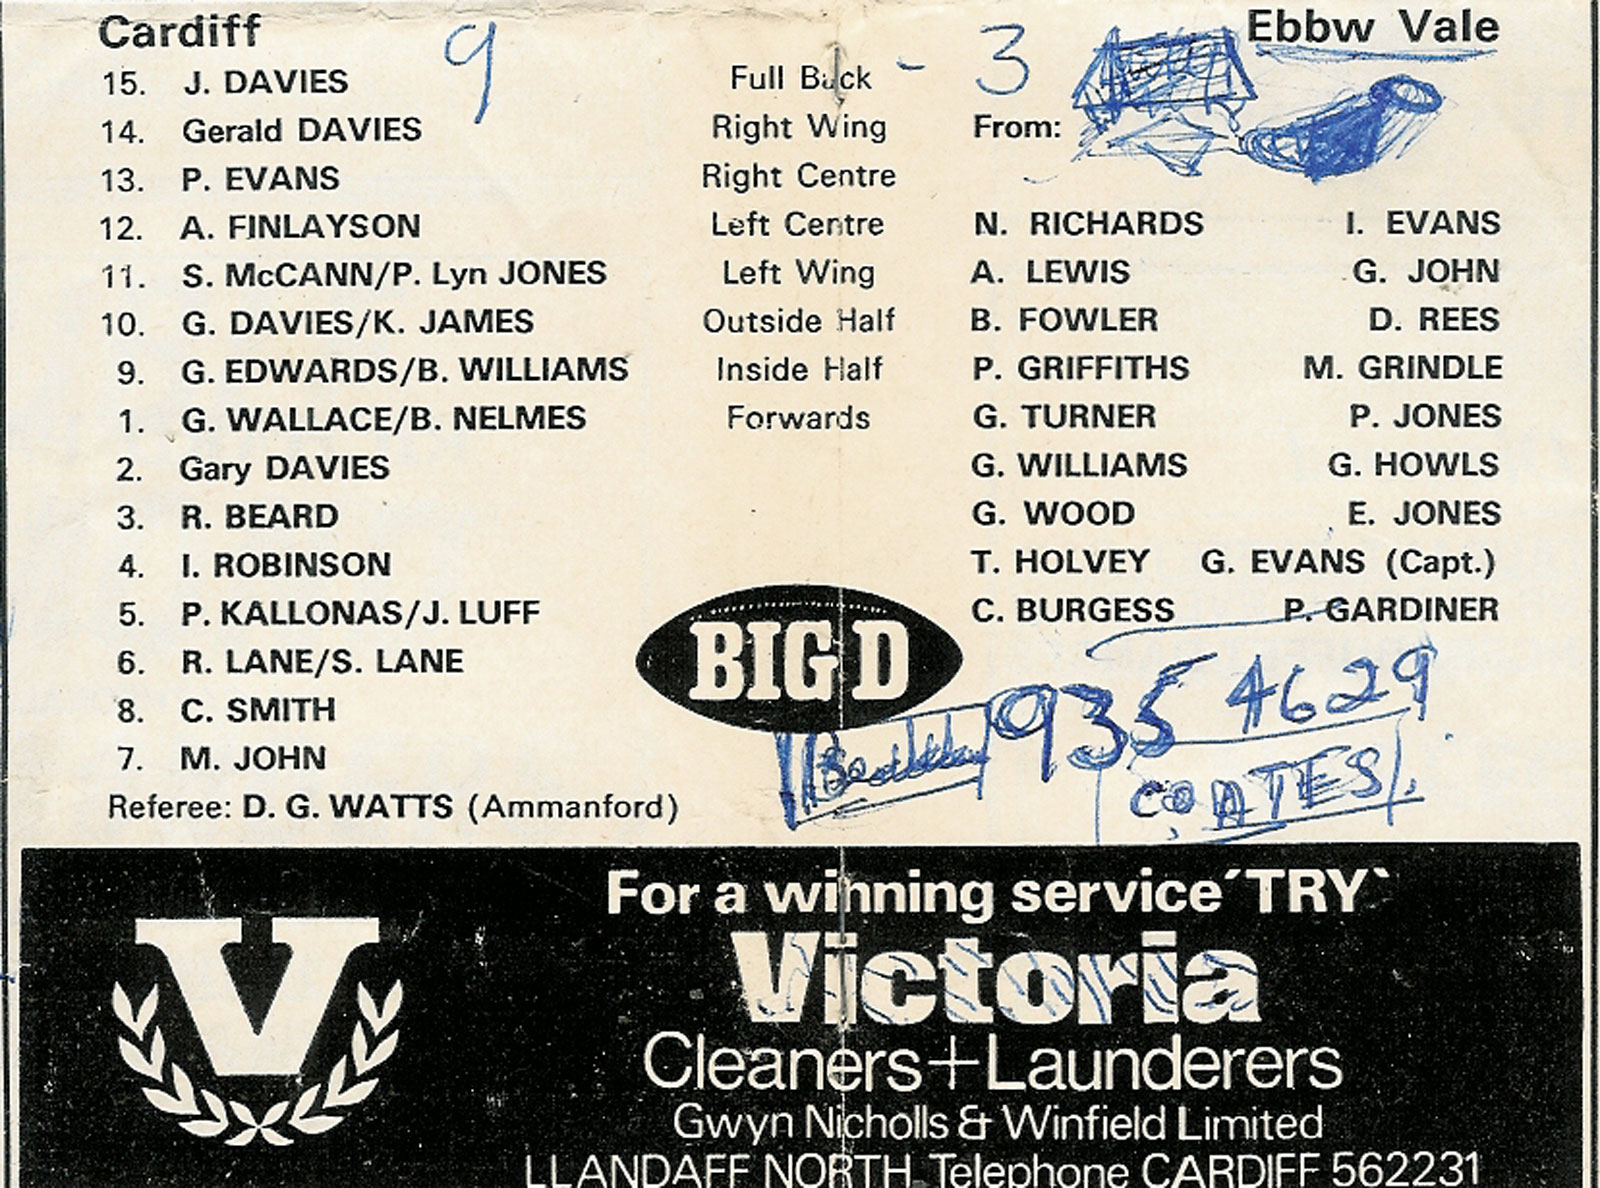 Cardiff 9 - 3 Ebbw Vale
15. J. DAVIES Full Back
14. Gerald DAVIES Right Wing From:
13. P. EVANS Right Centre
12. A. FINLAYSON Left Centre N. RICHARDS I. EVANS
11. S. McCANN/P. Lyn JONES Left Wing A. LEWIS G. JOHN
10. G. DAVIES/K. JAMES Outside Half B. FOWLER D. REES
9. G. EDWARDS/B. WILLIAMS Inside Half P. GRIFFITHS M. GRINDLE
1. G. WALLACE/B. NELMES Forwards G. TURNER P. JONES
2. Gary DAVIES G. WILLIAMS G. HOWLS
3. R. BEARD G. WOOD E. JONES
4. I. ROBINSON T. HOLVEY G. EVANS (Capt.)
5. P. KALLONAS/J. LUFF C. BURGESS P. GARDINER
6. R. LANE/S. LANE BIG D
8. C. SMITH 935 4629
7. M. JOHN COATES
Referee: D. G. WATTS (Ammanford)
V
For a winning service ´TRY`
Victoria
Cleaners+Launderers
Gwyn Nicholls & Winfield Limited
LLANDAFF NORTH Telephone CARDIFF 562231